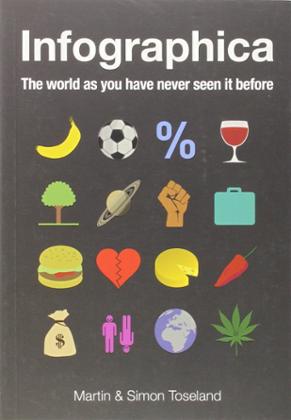 Infographica
The world as you have never seen it before
%
$
Martin & Simon Toseland